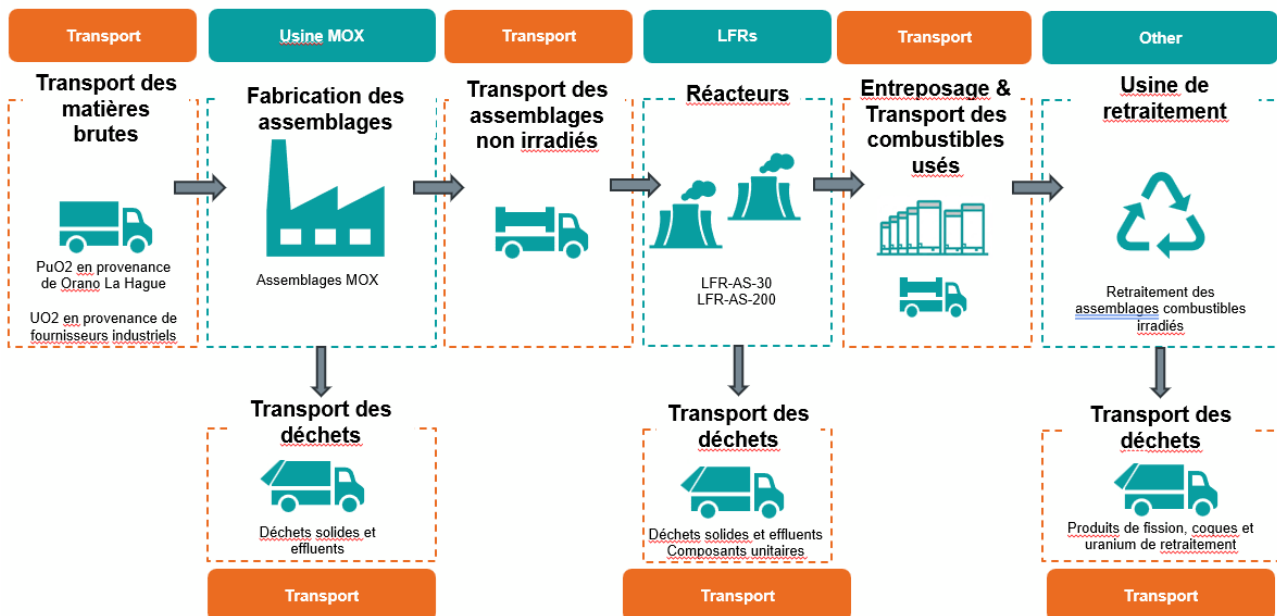 Transport
Usine MOX
Transport
LFRs
Transport
Other
Transport des
matières
brutes
Fabrication des
assemblages
Transport des
assemblages
non irradiés
Réacteurs
Entreposage &
Transport des
combustibles
usés
Usine de
retraitement
PuO2 en provenance
de Orano La Hague
UO2 en provenance de
fournisseurs industriels
Assemblages MOX
LFR-AS-30
LFR-AS-200
Retraitement des
assemblages combustibles
irradiés
Transport des
déchets
Déchets solides et
effluents
Transport
Transport des
déchets
Déchets solides et effluents
Composants unitaires
Transport
Transport des
déchets
Produits de fission, coques et
uranium de retraitement
Transport